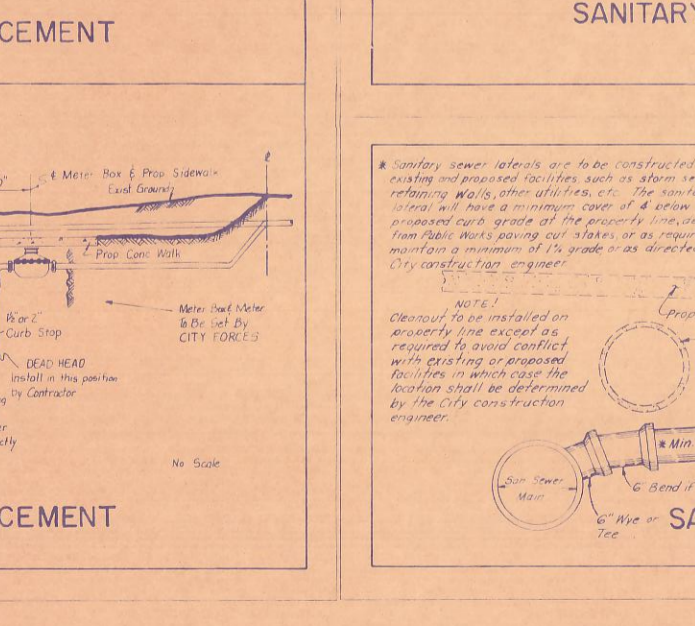 CEMENT
SANITARY
¢ Meter Box & Prop Sidewalk
Exist Ground
Prop Conc Walk
½" or 2"
Curb Stop
Meter Box & Meter
To Be Set By
CITY FORCES
DEAD HEAD
Install in this position
by Contractor
No Scale
CEMENT
* Sanitary sewer laterals are to be constructed
existing and proposed facilities, such as storm se
retaining walls, other utilities, etc. The sanit
lateral will have a minimum cover of 4' below
proposed curb grade at the property line, a
from Public Works paving cut stakes, or as requir
maintain a minimum of 1% grade, or as directed
City construction engineer
NOTE!
Cleanout to be installed on
property line except as
required to avoid conflict
with existing or proposed
facilities in which case the
location shall be determined
by the City construction
engineer.
Prop
* Min.
San Sewer
Main
6" Bend if
6" Wye or
Tee
SA